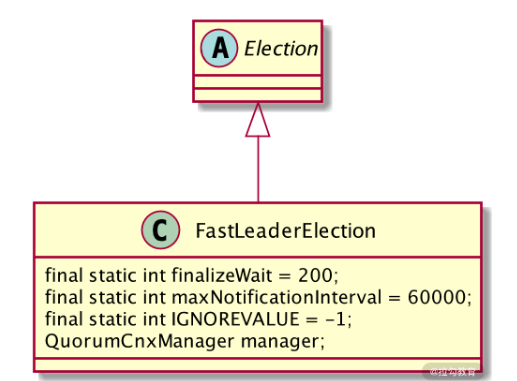 A Election
C FastLeaderElection
final static int finalizeWait = 200;
final static int maxNotificationInterval = 60000;
final static int IGNOREVALUE = -1;
QuorumCnxManager manager;
@拉勾教育